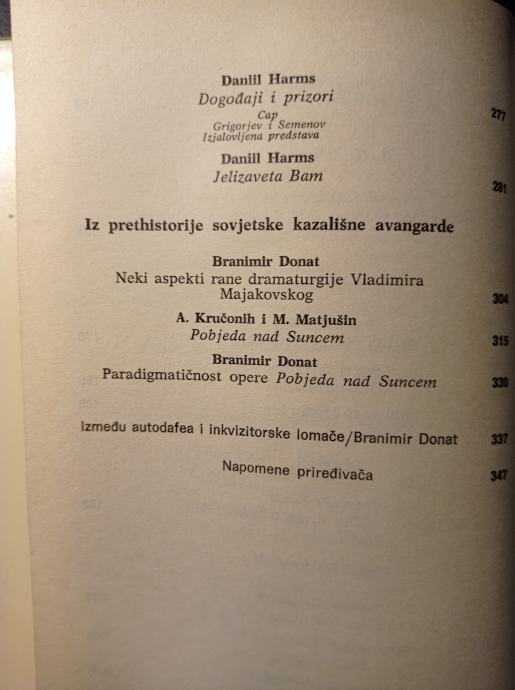 Daniil Harms
Događaji i prizori
Cap
Grigorjev i Semenov
Izjalovljena predstava
277
Daniil Harms
Jelizaveta Bam
281
Iz prethistorije sovjetske kazališne avangarde
Branimir Donat
Neki aspekti rane dramaturgije Vladimira
Majakovskog
304
A. Kručonih i M. Matjušin
Pobjeda nad Suncem
315
Branimir Donat
Paradigmatičnost opere Pobjeda nad Suncem
330
Između autodafea i inkvizitorske lomače/Branimir Donat
337
Napomene priređivača
347